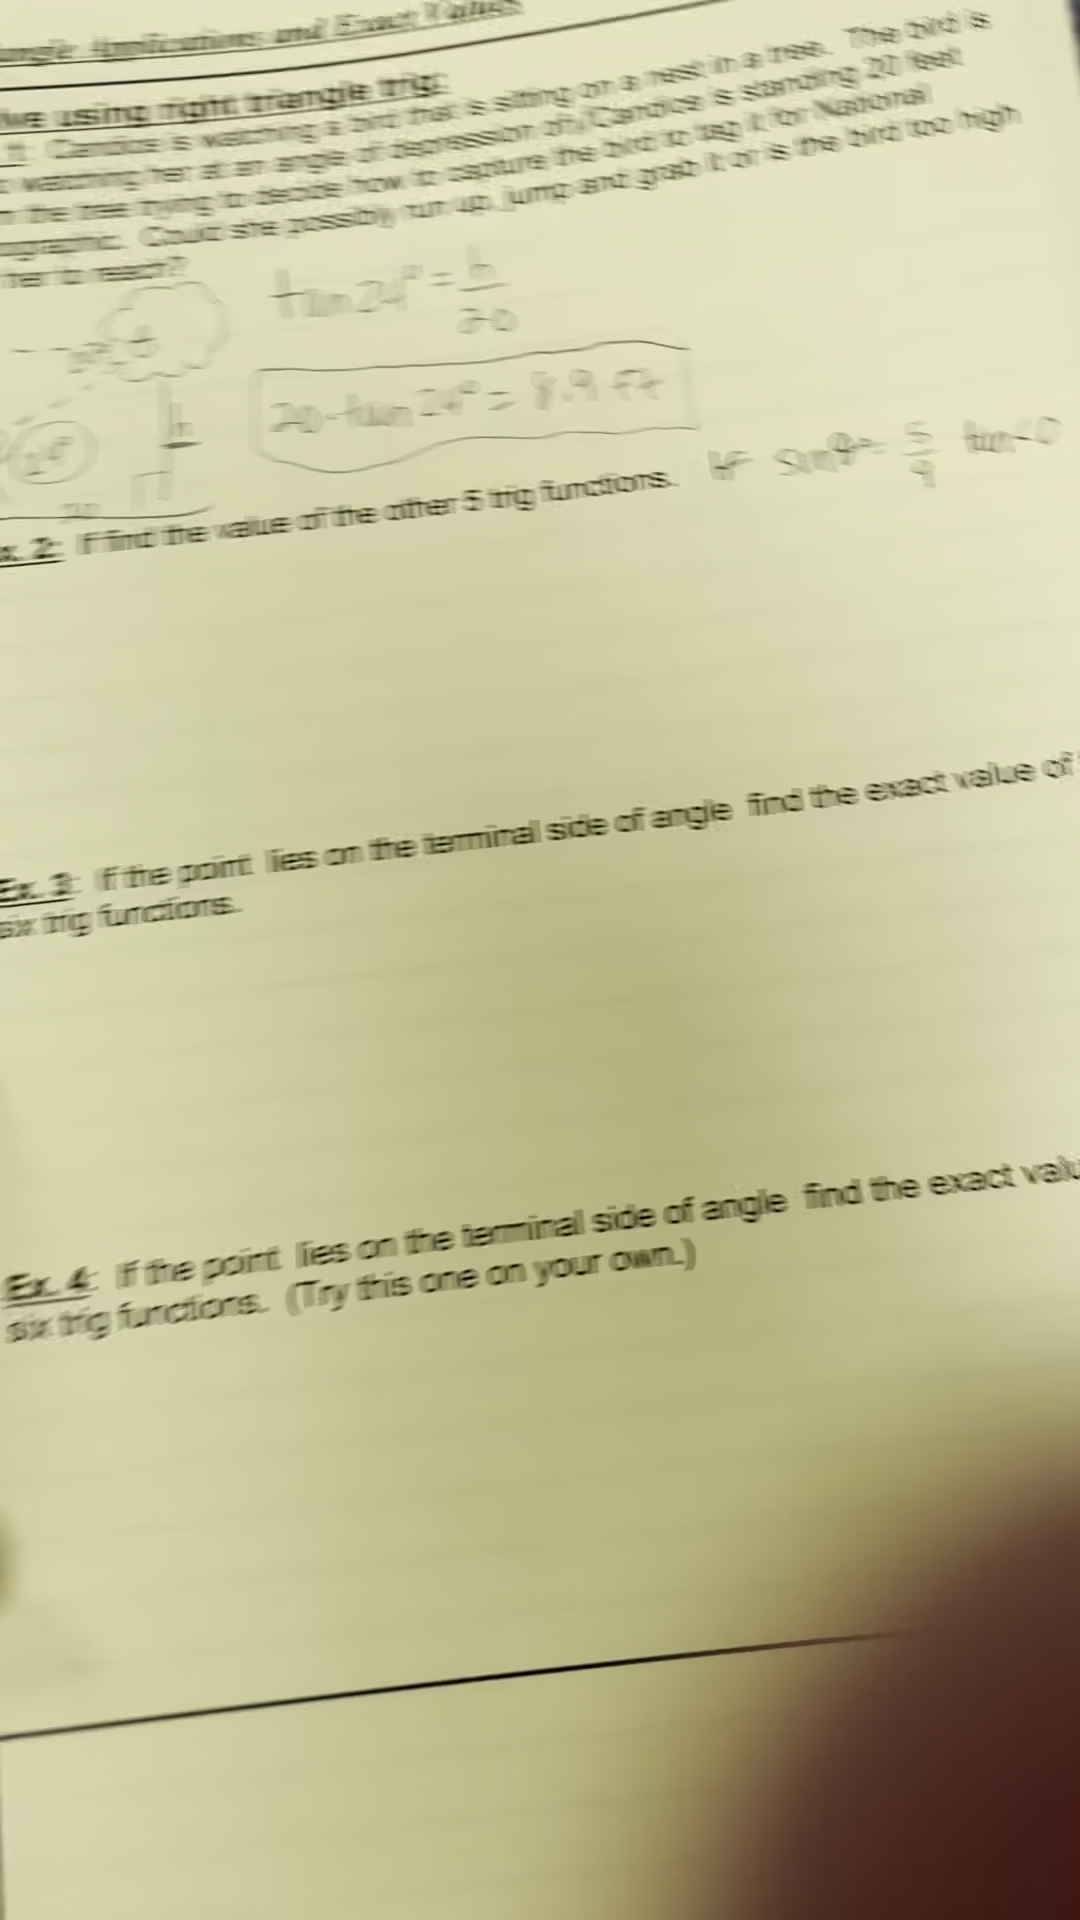 angle Applications and Exact Values
using right triangle trig:
1: Candice is watching a bird that is sitting on a nest in a tree. The bird is
watching her at an angle of depression of Candice is standing 20 feet
the tree trying to decide how to capture the bird to tag it for National
ographic. Could she possibly run up, jump and grab it or is the bird too high
her to reach?
tan 24° = h/20
h
24°
20 · tan 24° = 8.9 ft
20
If sin θ = 5/9 tan < 0
x. 2: If find the value of the other 5 trig functions.
Ex. 3: If the point lies on the terminal side of angle find the exact value of
six trig functions.
Ex. 4: If the point lies on the terminal side of angle find the exact valu
six trig functions. (Try this one on your own.)